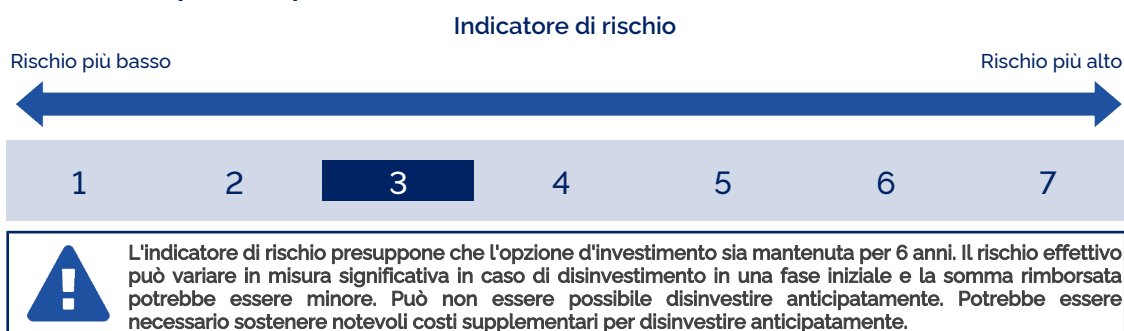 Indicatore di rischio
Rischio più basso
Rischio più alto
1 2 3 4 5 6 7
L'indicatore di rischio presuppone che l'opzione d'investimento sia mantenuta per 6 anni. Il rischio effettivo
può variare in misura significativa in caso di disinvestimento in una fase iniziale e la somma rimborsata
potrebbe essere minore. Può non essere possibile disinvestire anticipatamente. Potrebbe essere
necessario sostenere notevoli costi supplementari per disinvestire anticipatamente.